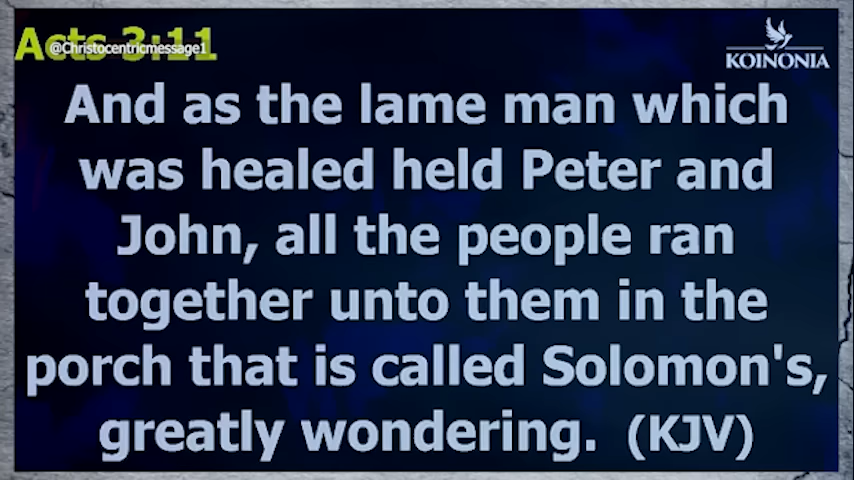 Acts 3:11
@Christocentricmessage1
KOINONIA
And as the lame man which
was healed held Peter and
John, all the people ran
together unto them in the
porch that is called Solomon's,
greatly wondering. (KJV)